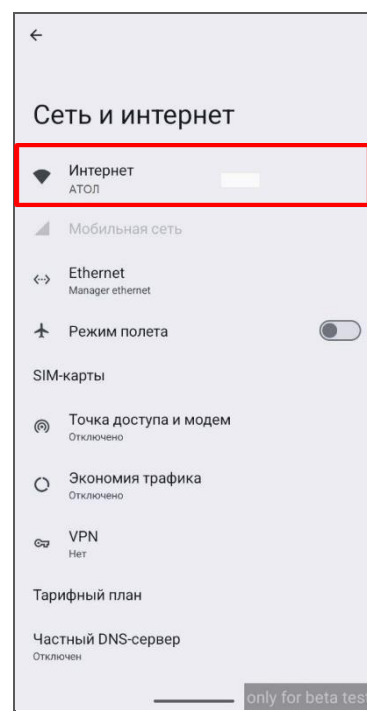 Сеть и интернет
Интернет
АТОЛ
Мобильная сеть
Ethernet
Manager ethernet
Режим полета
SIM-карты
Точка доступа и модем
Отключено
Экономия трафика
Отключено
VPN
Нет
Тарифный план
Частный DNS-сервер
Отключен
only for beta test